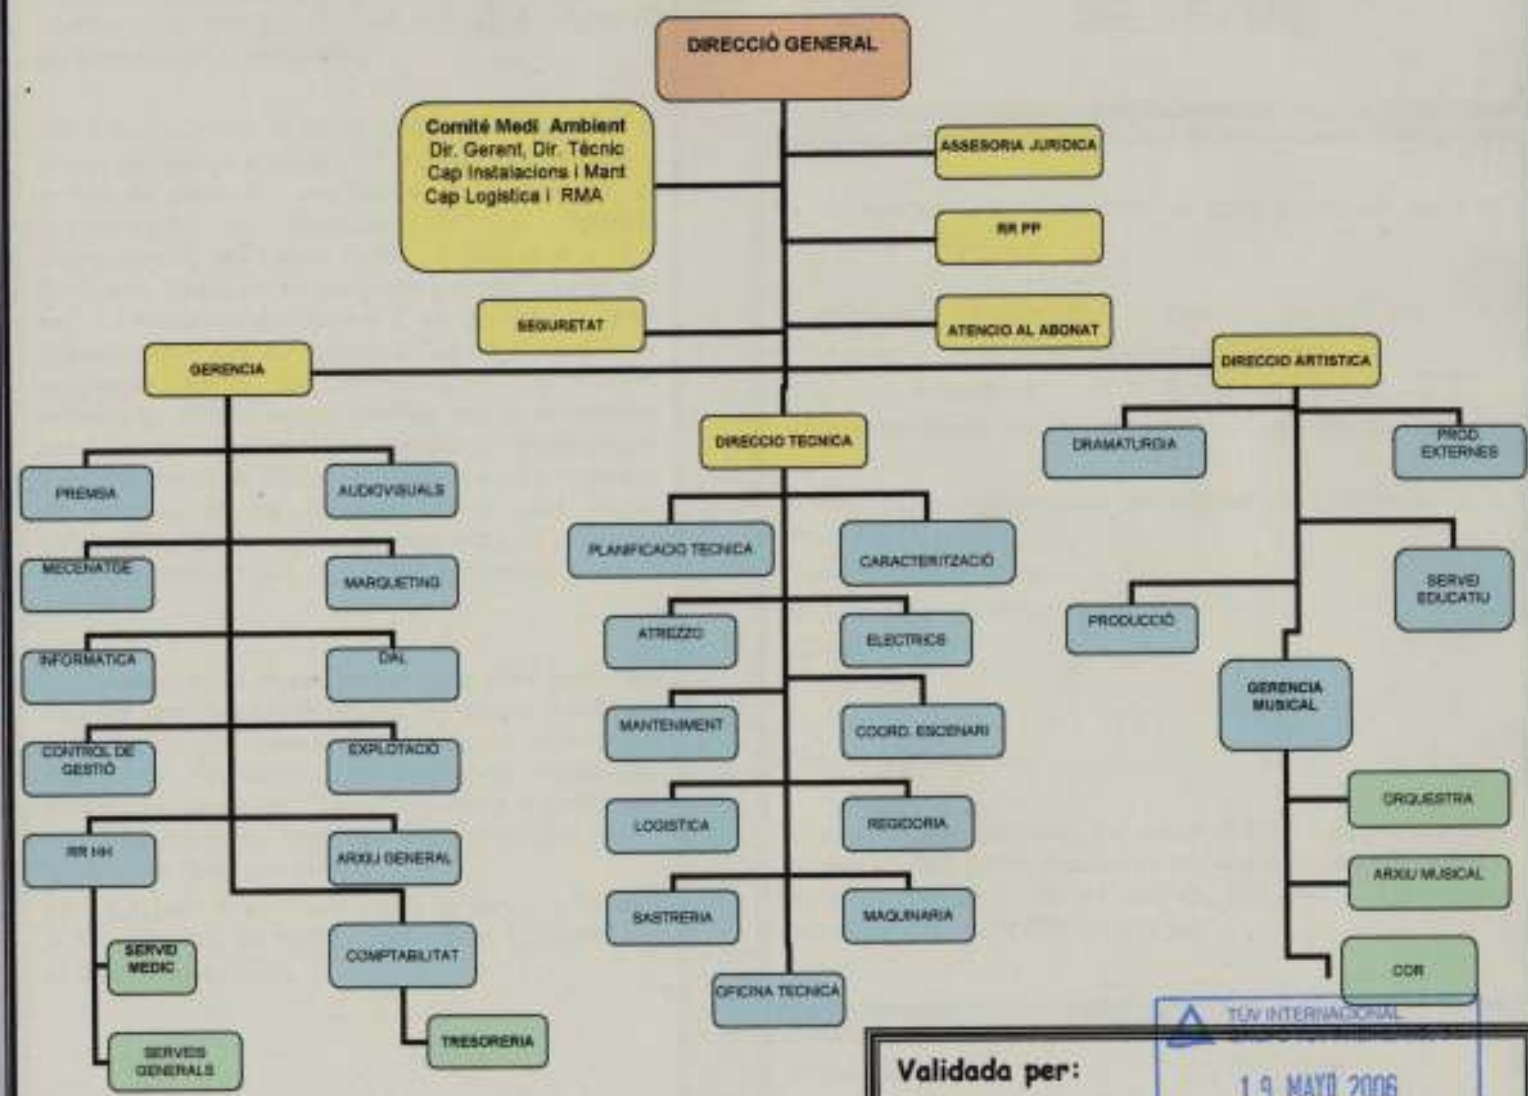 DIRECCIÓ GENERAL
Comité Medi Ambient
Dir. Gerent, Dir. Tècnic
Cap Instalacions i Mant
Cap Logística i RMA
ASSESORIA JURIDICA
RR PP
SEGURETAT
ATENCIO AL ABONAT
GERENCIA
DIRECCIO ARTISTICA
DIRECCIO TECNICA
DRAMATURGIA
PROD.
EXTERNES
PREMSA
AUDIOVISUALS
PLANIFICACIO TECNICA
CARACTERITZACIÓ
MECENATGE
MARQUETING
SERVEI
EDUCATIU
ATREZZO
ELECTRICS
PRODUCCIÓ
INFORMATICA
DAL
GERENCIA
MUSICAL
MANTENIMENT
COORD. ESCENARI
CONTROL DE
GESTIÓ
EXPLOTACIÓ
LOGISTICA
REGIDORIA
ORQUESTRA
RR HH
ARXIU GENERAL
ARXIU MUSICAL
SASTRERIA
MAQUINARIA
SERVEI
MEDIC
COMPTABILITAT
COR
OFICINA TECNICA
TRESORERIA
SERVEIS
GENERALS
TÜV INTERNACIONAL
Validada per:
19 MAYO 2006